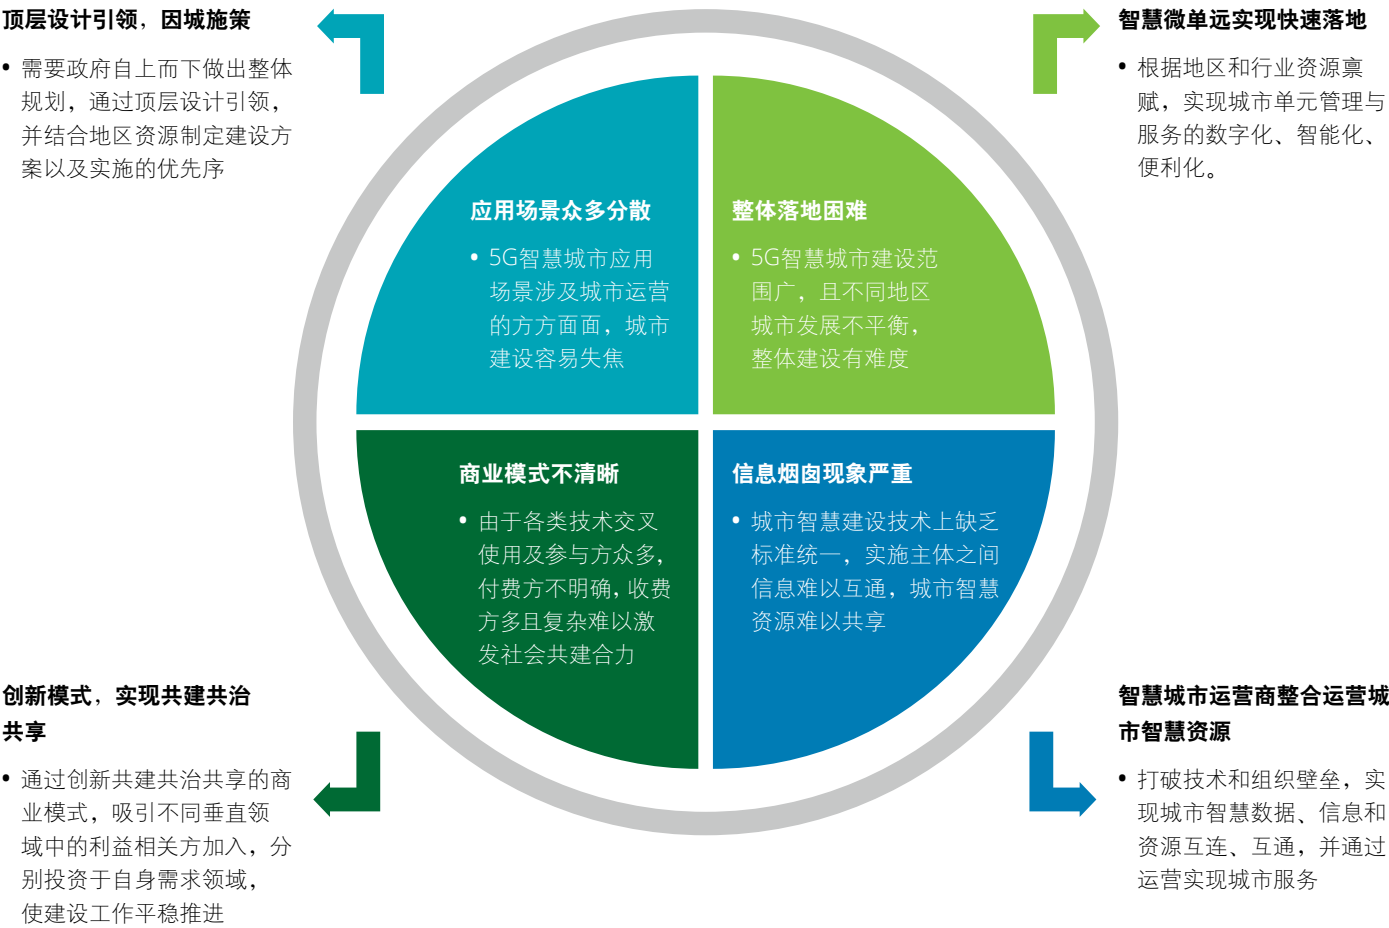 顶层设计引领，因城施策
• 需要政府自上而下做出整体
规划，通过顶层设计引领，
并结合地区资源制定建设方
案以及实施的优先序
智慧微单远实现快速落地
• 根据地区和行业资源禀
赋，实现城市单元管理与
服务的数字化、智能化、
便利化。
应用场景众多分散
• 5G智慧城市应用
场景涉及城市运营
的方方面面，城市
建设容易失焦
整体落地困难
• 5G智慧城市建设范
围广，且不同地区
城市发展不平衡，
整体建设有难度
商业模式不清晰
• 由于各类技术交叉
使用及参与方众多，
付费方不明确，收费
方多且复杂难以激
发社会共建合力
信息烟囱现象严重
• 城市智慧建设技术上缺乏
标准统一，实施主体之间
信息难以互通，城市智慧
资源难以共享
创新模式，实现共建共治
共享
• 通过创新共建共治共享的商
业模式，吸引不同垂直领
域中的利益相关方加入，分
别投资于自身需求领域，
使建设工作平稳推进
智慧城市运营商整合运营城
市智慧资源
• 打破技术和组织壁垒，实
现城市智慧数据、信息和
资源互连、互通，并通过
运营实现城市服务